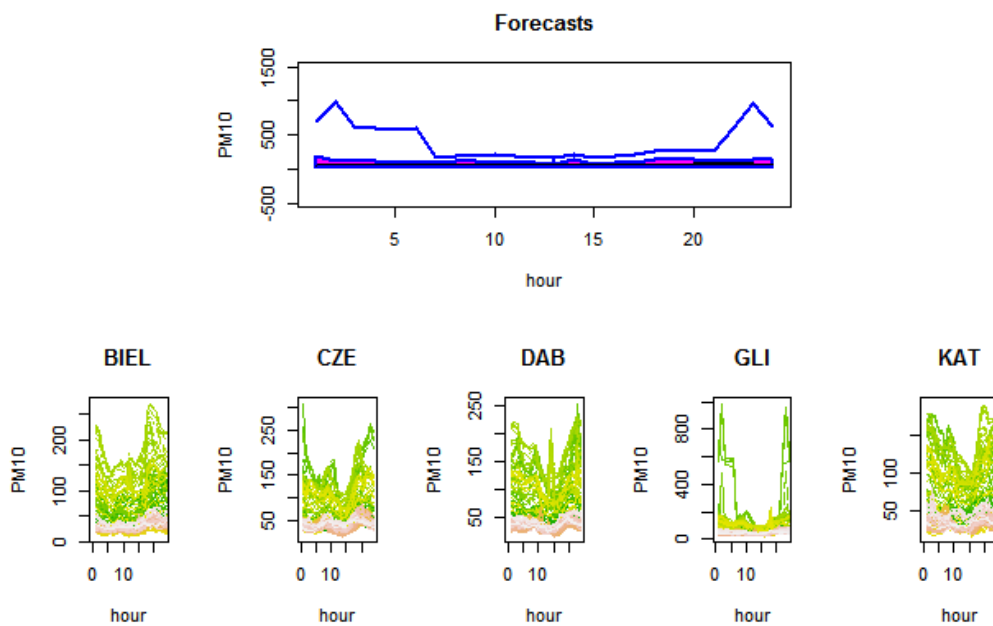 Forecasts
PM10
1500
500
-500
5 10 15 20
hour
BIEL CZE DAB GLI KAT
PM10 PM10 PM10 PM10 PM10
200 100 0
250 150 50
250 150 50
800 400 0
100 50
0 10 0 10 0 10 0 10 0 10
hour hour hour hour hour